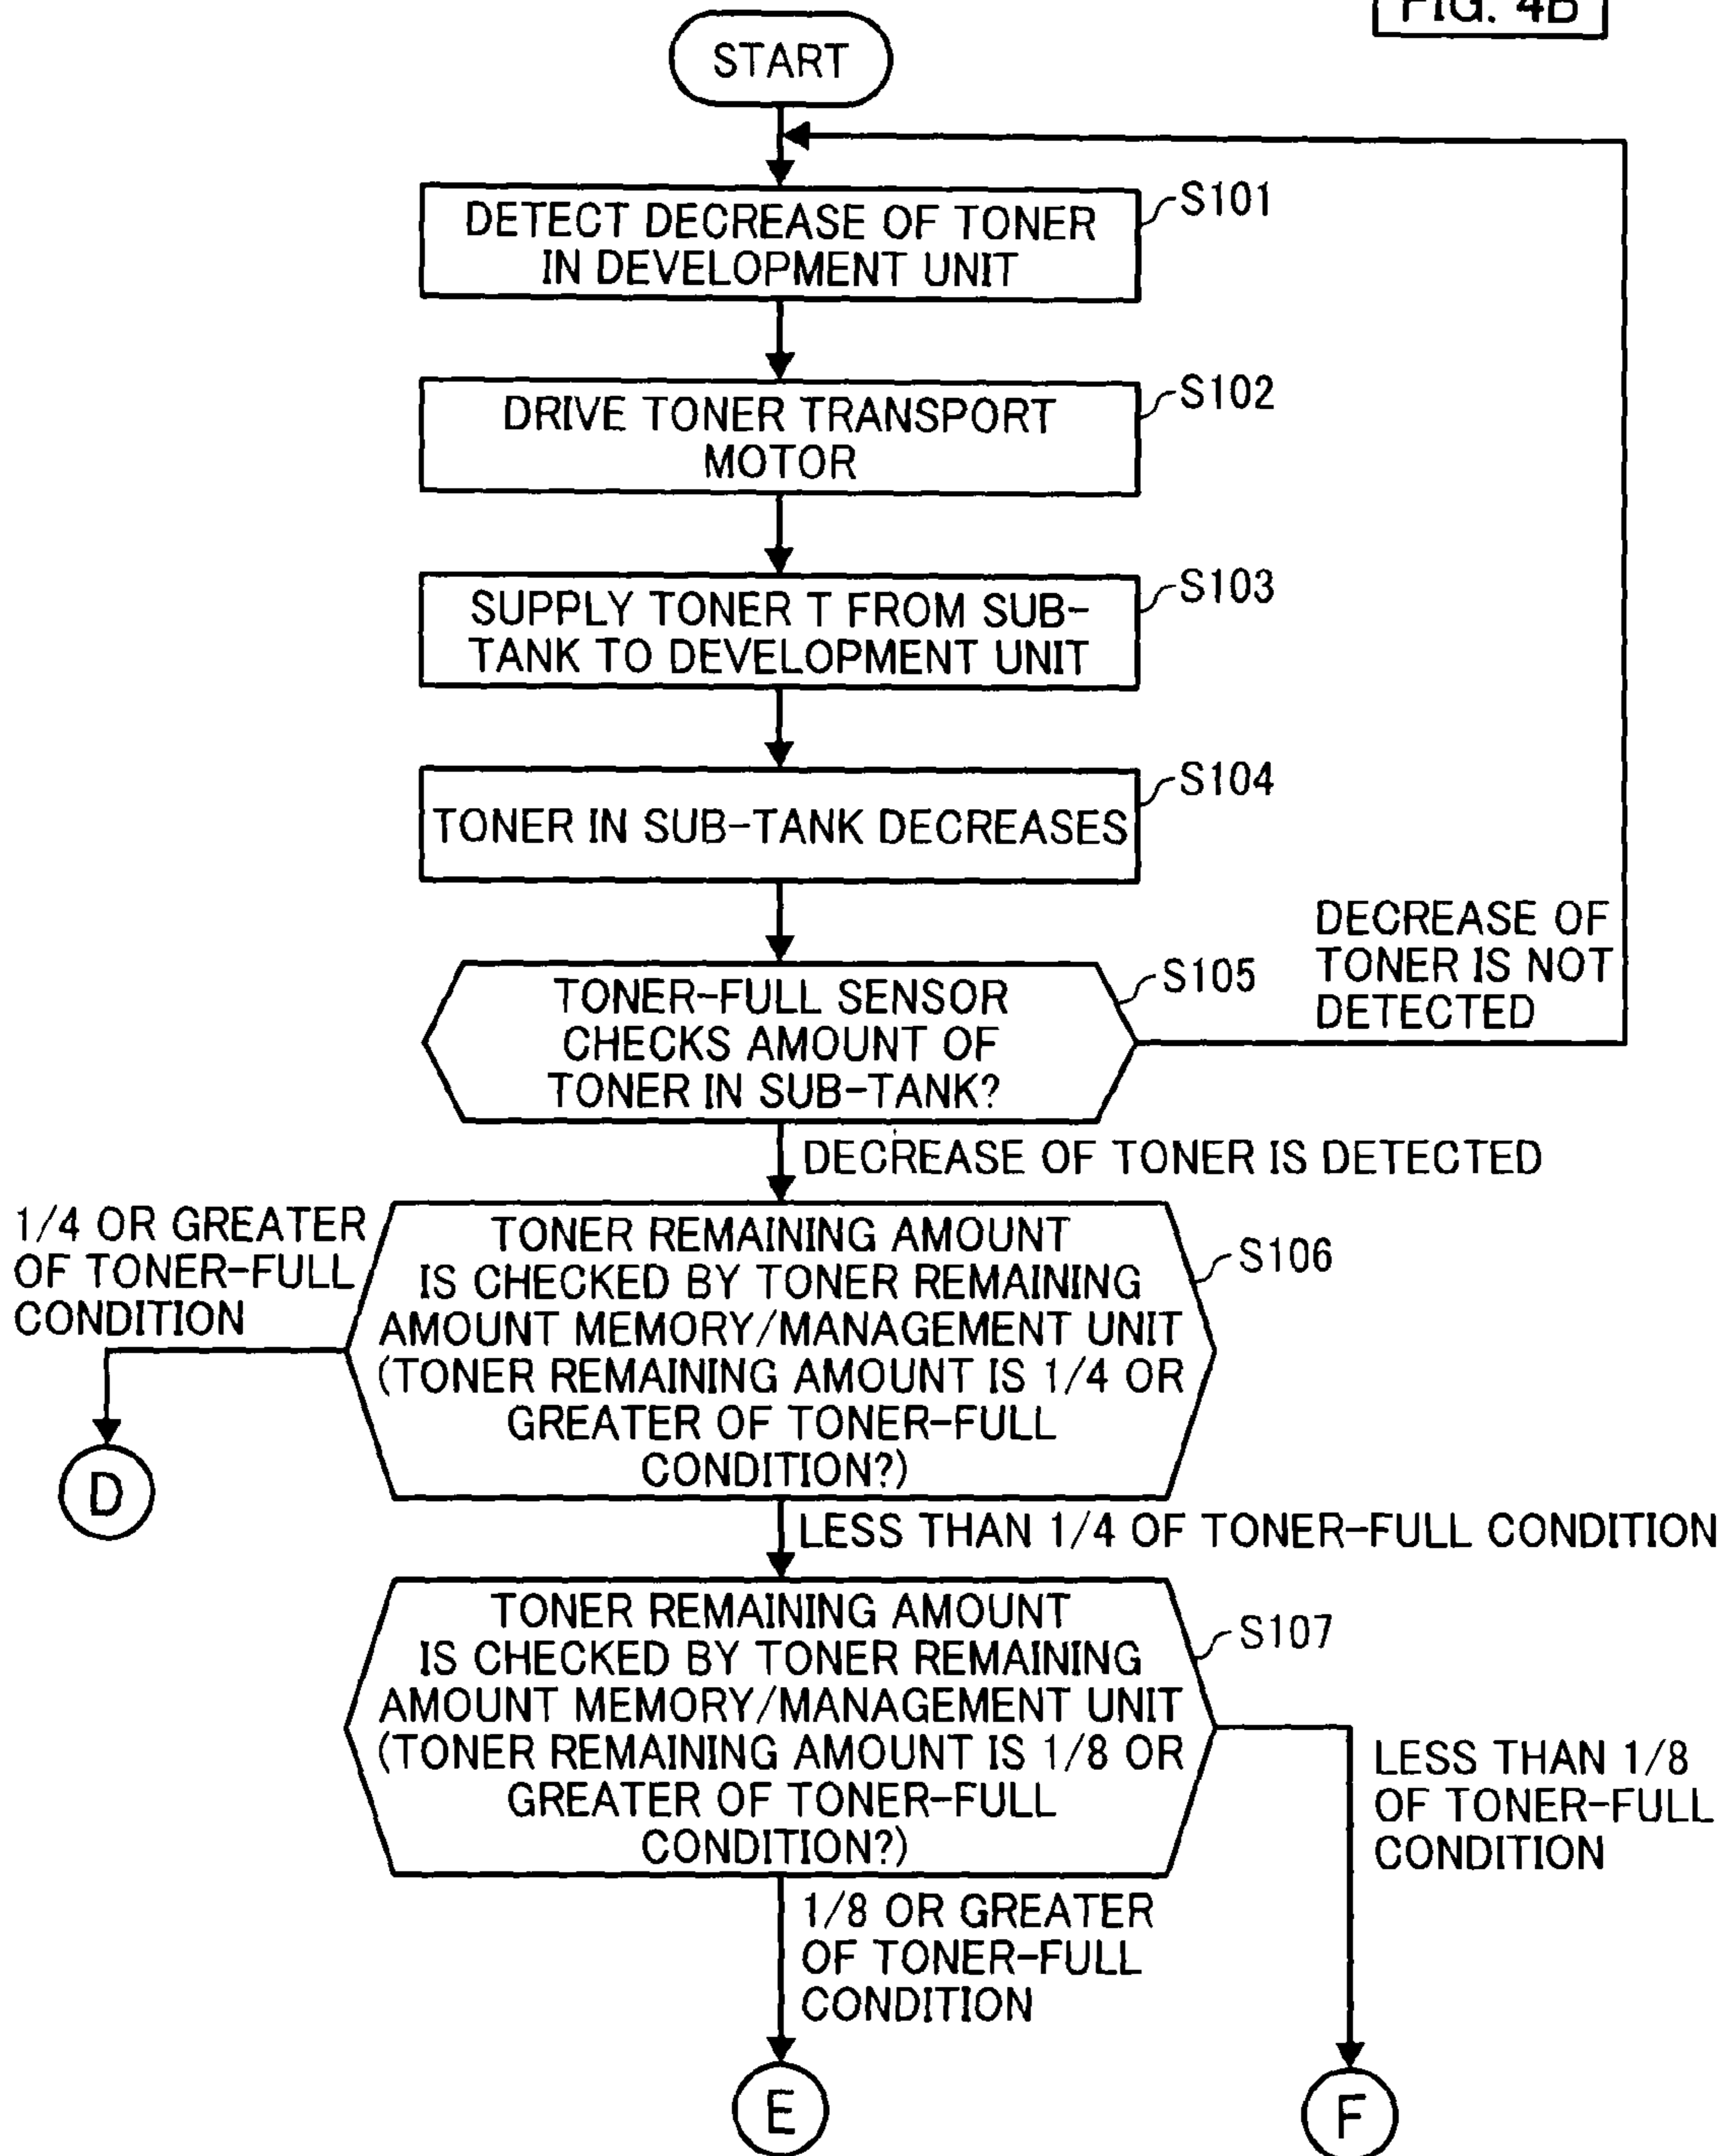 FIG. 4B
START
DETECT DECREASE OF TONER
IN DEVELOPMENT UNIT
S101
DRIVE TONER TRANSPORT
MOTOR
S102
SUPPLY TONER T FROM SUB-
TANK TO DEVELOPMENT UNIT
S103
TONER IN SUB-TANK DECREASES
S104
TONER-FULL SENSOR
CHECKS AMOUNT OF
TONER IN SUB-TANK?
S105
DECREASE OF
TONER IS NOT
DETECTED
DECREASE OF TONER IS DETECTED
1/4 OR GREATER
OF TONER-FULL
CONDITION
TONER REMAINING AMOUNT
IS CHECKED BY TONER REMAINING
AMOUNT MEMORY/MANAGEMENT UNIT
(TONER REMAINING AMOUNT IS 1/4 OR
GREATER OF TONER-FULL
CONDITION?)
S106
D
LESS THAN 1/4 OF TONER-FULL CONDITION
TONER REMAINING AMOUNT
IS CHECKED BY TONER REMAINING
AMOUNT MEMORY/MANAGEMENT UNIT
(TONER REMAINING AMOUNT IS 1/8 OR
GREATER OF TONER-FULL
CONDITION?)
S107
LESS THAN 1/8
OF TONER-FULL
CONDITION
1/8 OR GREATER
OF TONER-FULL
CONDITION
E
F